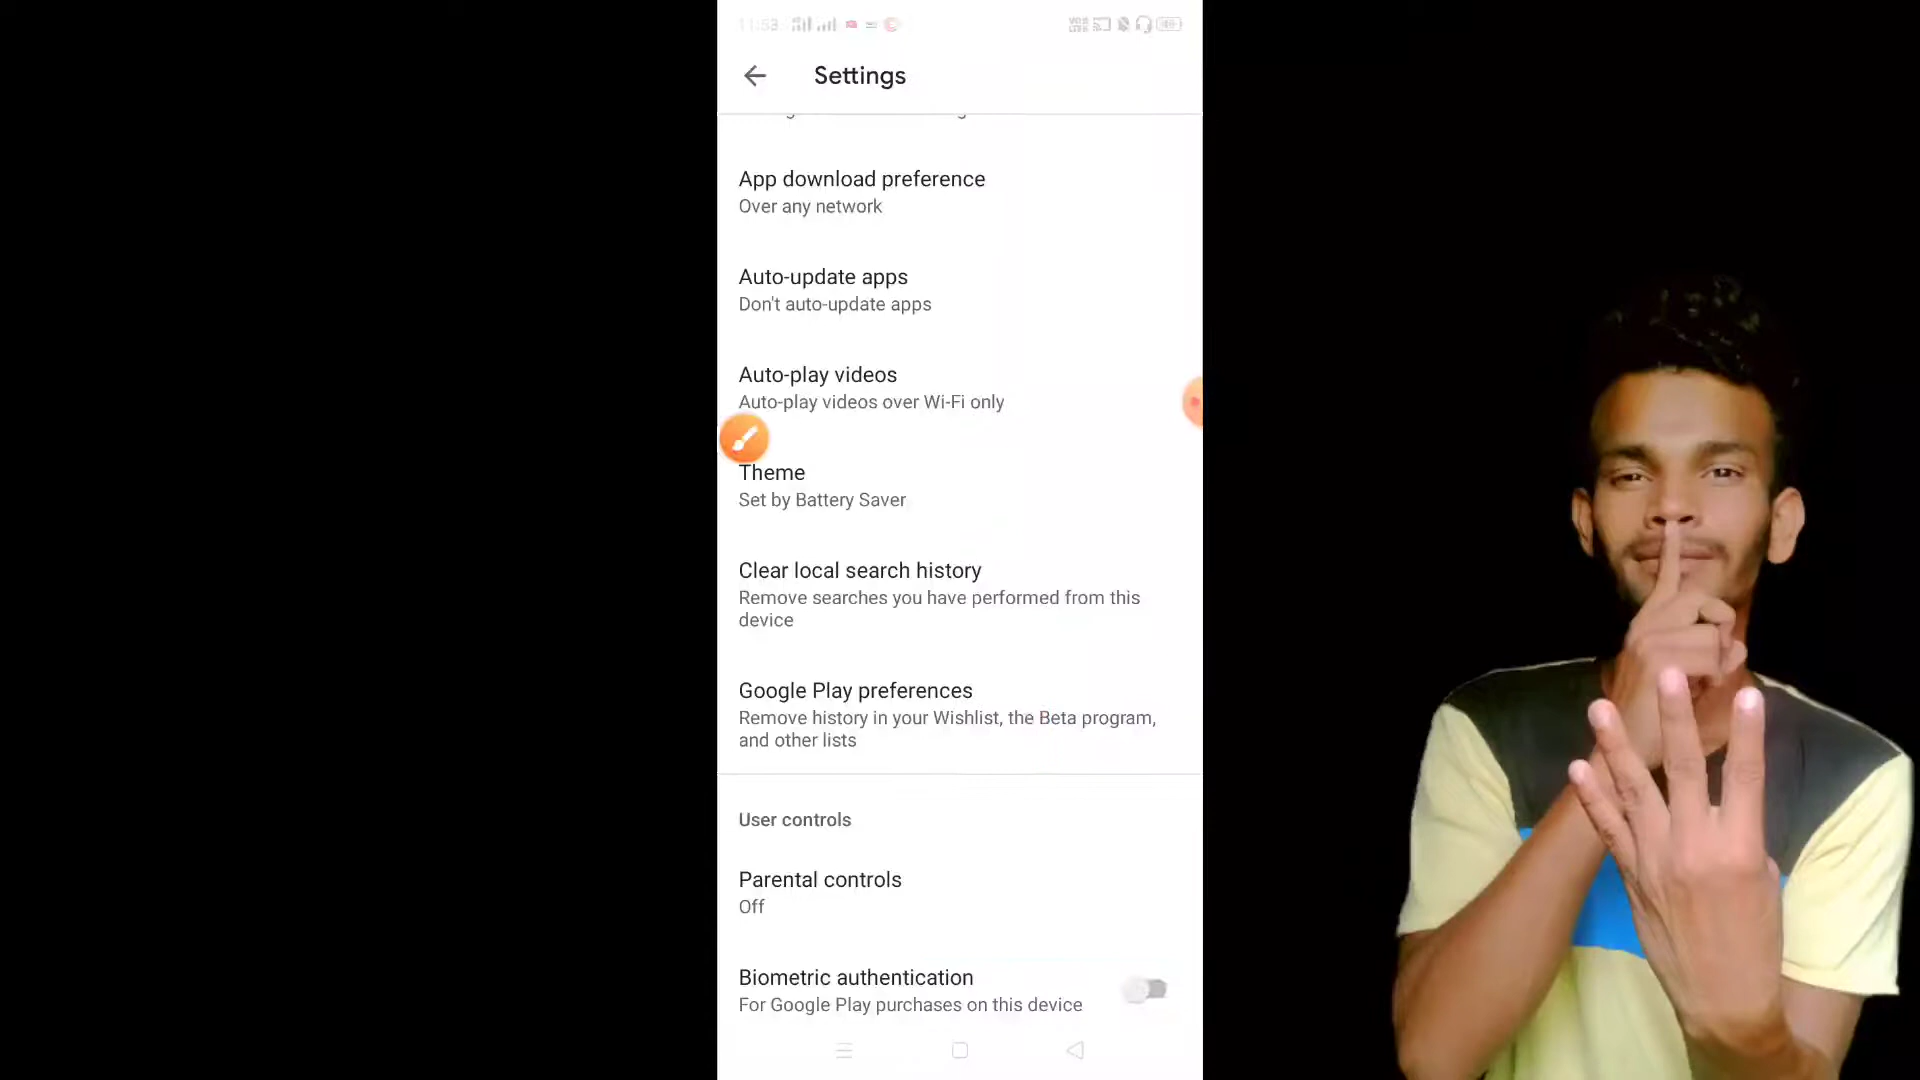 11:53
Settings
App download preference
Over any network
Auto-update apps
Don't auto-update apps
Auto-play videos
Auto-play videos over Wi-Fi only
Theme
Set by Battery Saver
Clear local search history
Remove searches you have performed from this
device
Google Play preferences
Remove history in your Wishlist, the Beta program,
and other lists
User controls
Parental controls
Off
Biometric authentication
For Google Play purchases on this device